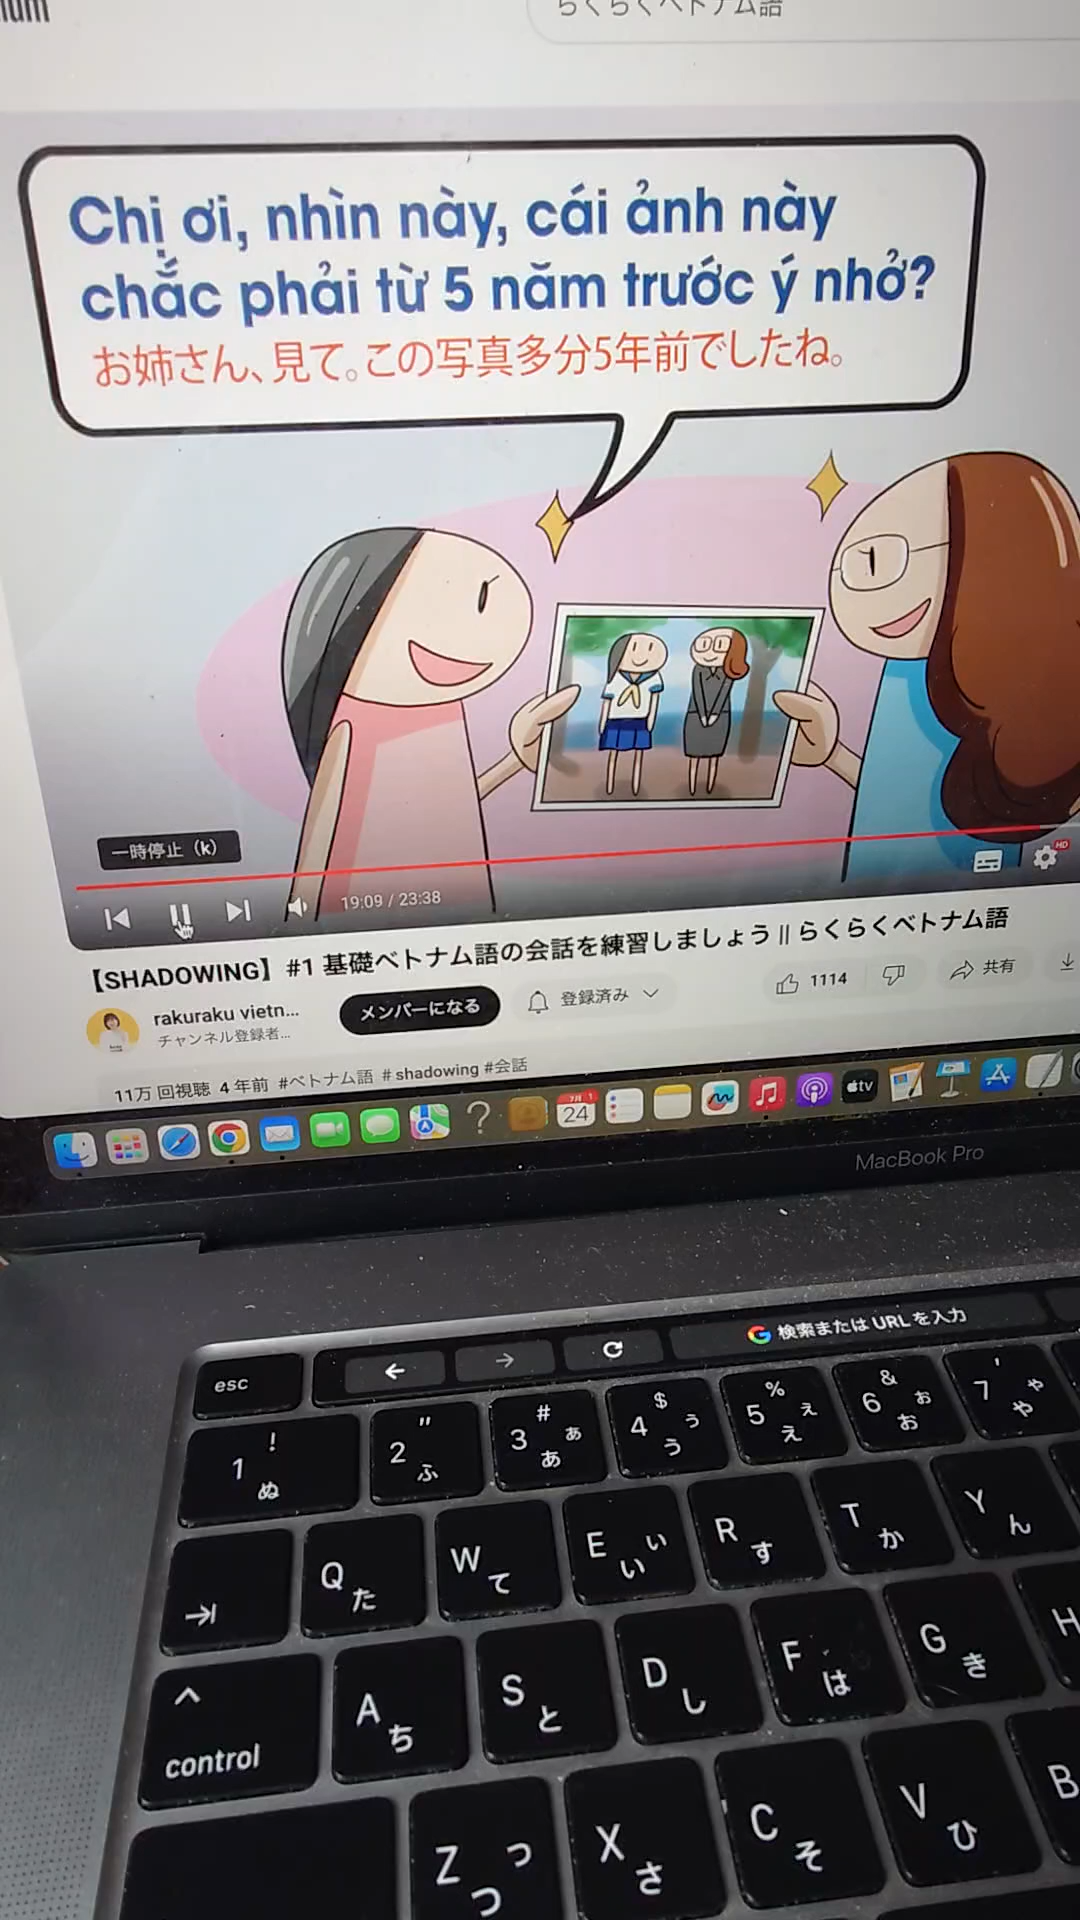 らくらくベトナム語
Chị ơi, nhìn này, cái ảnh này
chắc phải từ 5 năm trước ý nhở?
お姉さん、見て。この写真多分5年前でしたね。
一時停止（k）
19:09 / 23:38
HD
【SHADOWING】#1 基礎ベトナム語の会話を練習しましょう || らくらくベトナム語
rakuraku vietn...
チャンネル登録者...
メンバーになる
登録済み
1114
共有
11万 回視聴 4 年前 #ベトナム語 #shadowing #会話
24
tv
MacBook Pro
esc
検索または URL を入力
! 1 ぬ
" 2 ふ
# 3 あ あ
$ 4 う う
% 5 え え
& 6 お お
' 7 や や
Q た
W て
E い い
R す
T か
Y ん
control
A ち
S と
D し
F は
G き
H
Z つ っ
X さ
C そ
V ひ
B